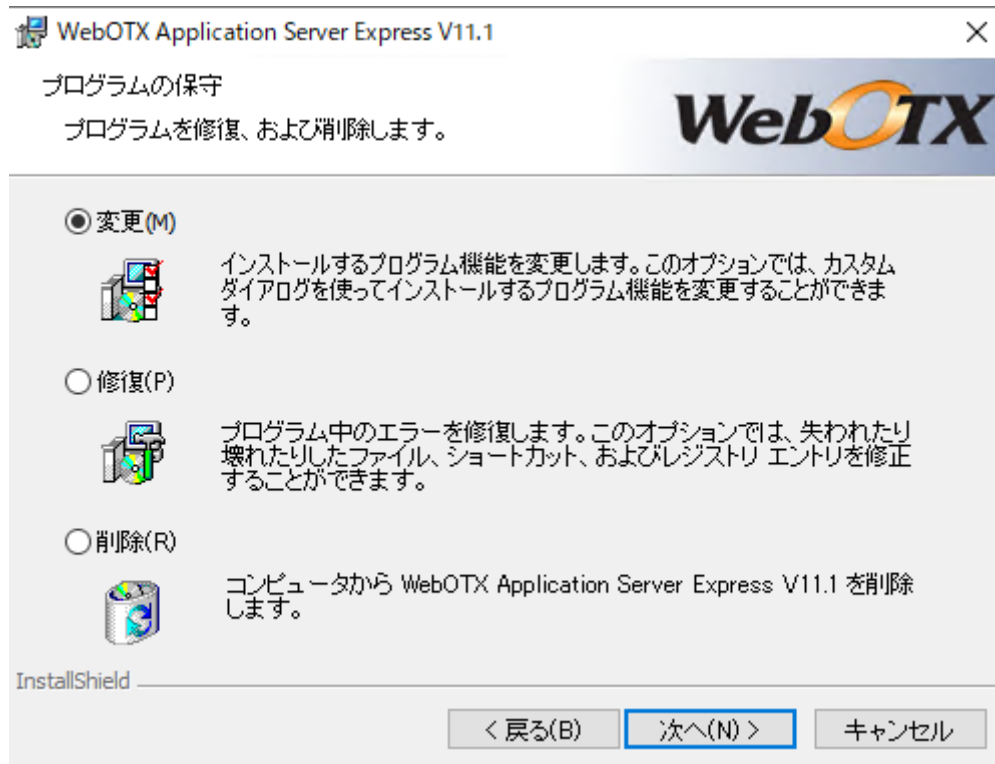 WebOTX Application Server Express V11.1
プログラムの保守
プログラムを修復、および削除します。
WebOTX
変更(M)
インストールするプログラム機能を変更します。このオプションでは、カスタム
ダイアログを使ってインストールするプログラム機能を変更することができま
す。
修復(P)
プログラム中のエラーを修復します。このオプションでは、失われたり
壊れたりしたファイル、ショートカット、およびレジストリ エントリを修正
することができます。
削除(R)
コンピュータから WebOTX Application Server Express V11.1 を削除
します。
InstallShield
< 戻る(B)
次へ(N) >
キャンセル